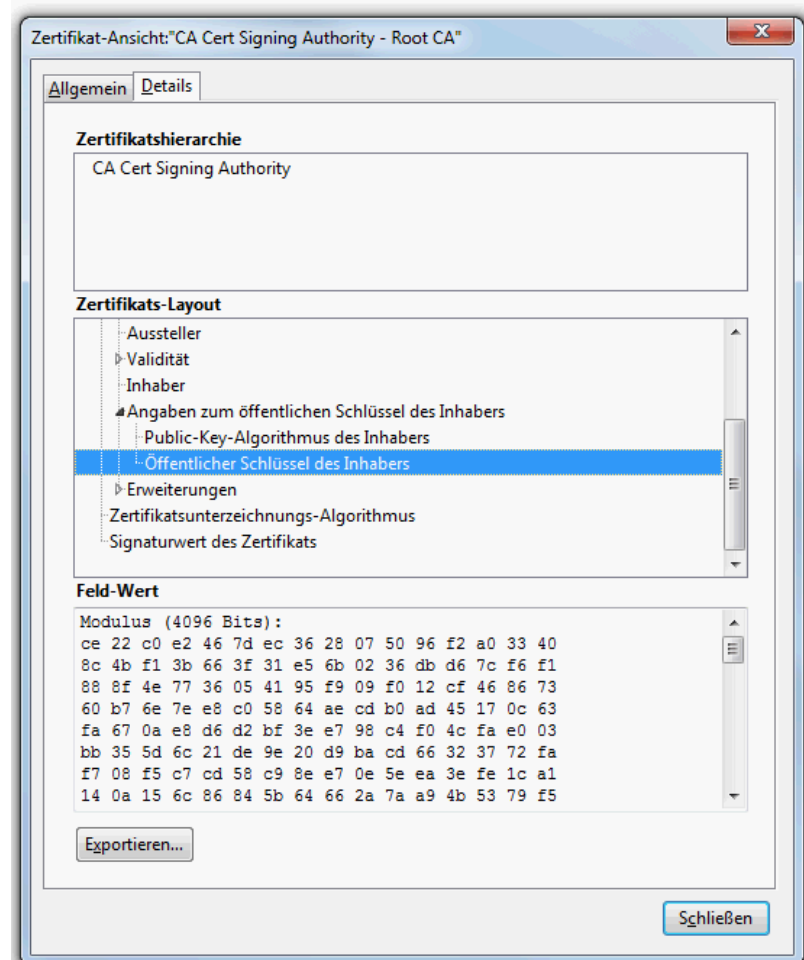 Zertifikat-Ansicht:"CA Cert Signing Authority - Root CA"
Allgemein Details
Zertifikatshierarchie
CA Cert Signing Authority
Zertifikats-Layout
Aussteller
Validität
Inhaber
Angaben zum öffentlichen Schlüssel des Inhabers
Public-Key-Algorithmus des Inhabers
Öffentlicher Schlüssel des Inhabers
Erweiterungen
Zertifikatsunterzeichnungs-Algorithmus
Signaturwert des Zertifikats
Feld-Wert
Modulus (4096 Bits):
ce 22 c0 e2 46 7d ec 36 28 07 50 96 f2 a0 33 40
8c 4b f1 3b 66 3f 31 e5 6b 02 36 db d6 7c f6 f1
88 8f 4e 77 36 05 41 95 f9 09 f0 12 cf 46 86 73
60 b7 6e 7e e8 c0 58 64 ae cd b0 ad 45 17 0c 63
fa 67 0a e8 d6 d2 bf 3e e7 98 c4 f0 4c fa e0 03
bb 35 5d 6c 21 de 9e 20 d9 ba cd 66 32 37 72 fa
f7 08 f5 c7 cd 58 c9 8e e7 0e 5e ea 3e fe 1c a1
14 0a 15 6c 86 84 5b 64 66 2a 7a a9 4b 53 79 f5
Exportieren...
Schließen